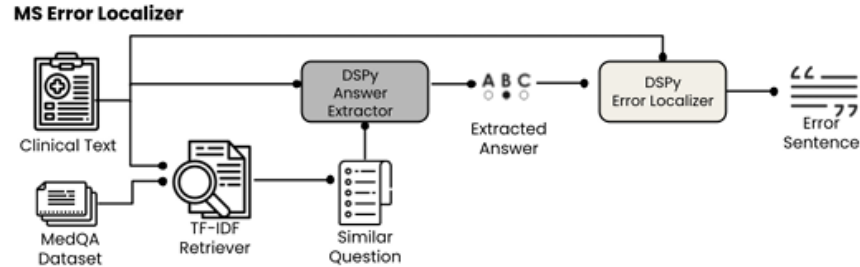 MS Error Localizer
Clinical Text
MedQA
Dataset
TF-IDF
Retriever
DSPy
Answer
Extractor
Similar
Question
A B C
Extracted
Answer
DSPy
Error Localizer
Error
Sentence